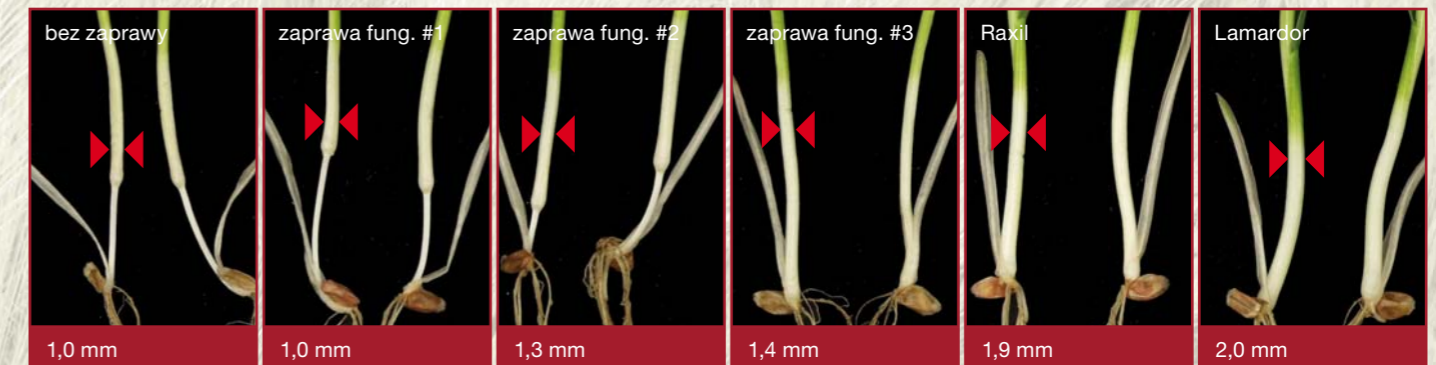 bez zaprawy
zaprawa fung. #1
zaprawa fung. #2
zaprawa fung. #3
Raxil
Lamardor
1,0 mm
1,0 mm
1,3 mm
1,4 mm
1,9 mm
2,0 mm